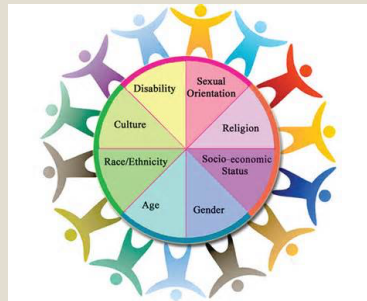 Disability
Sexual
Orientation
Culture
Religion
Race/Ethnicity
Socio-economic
Status
Age
Gender